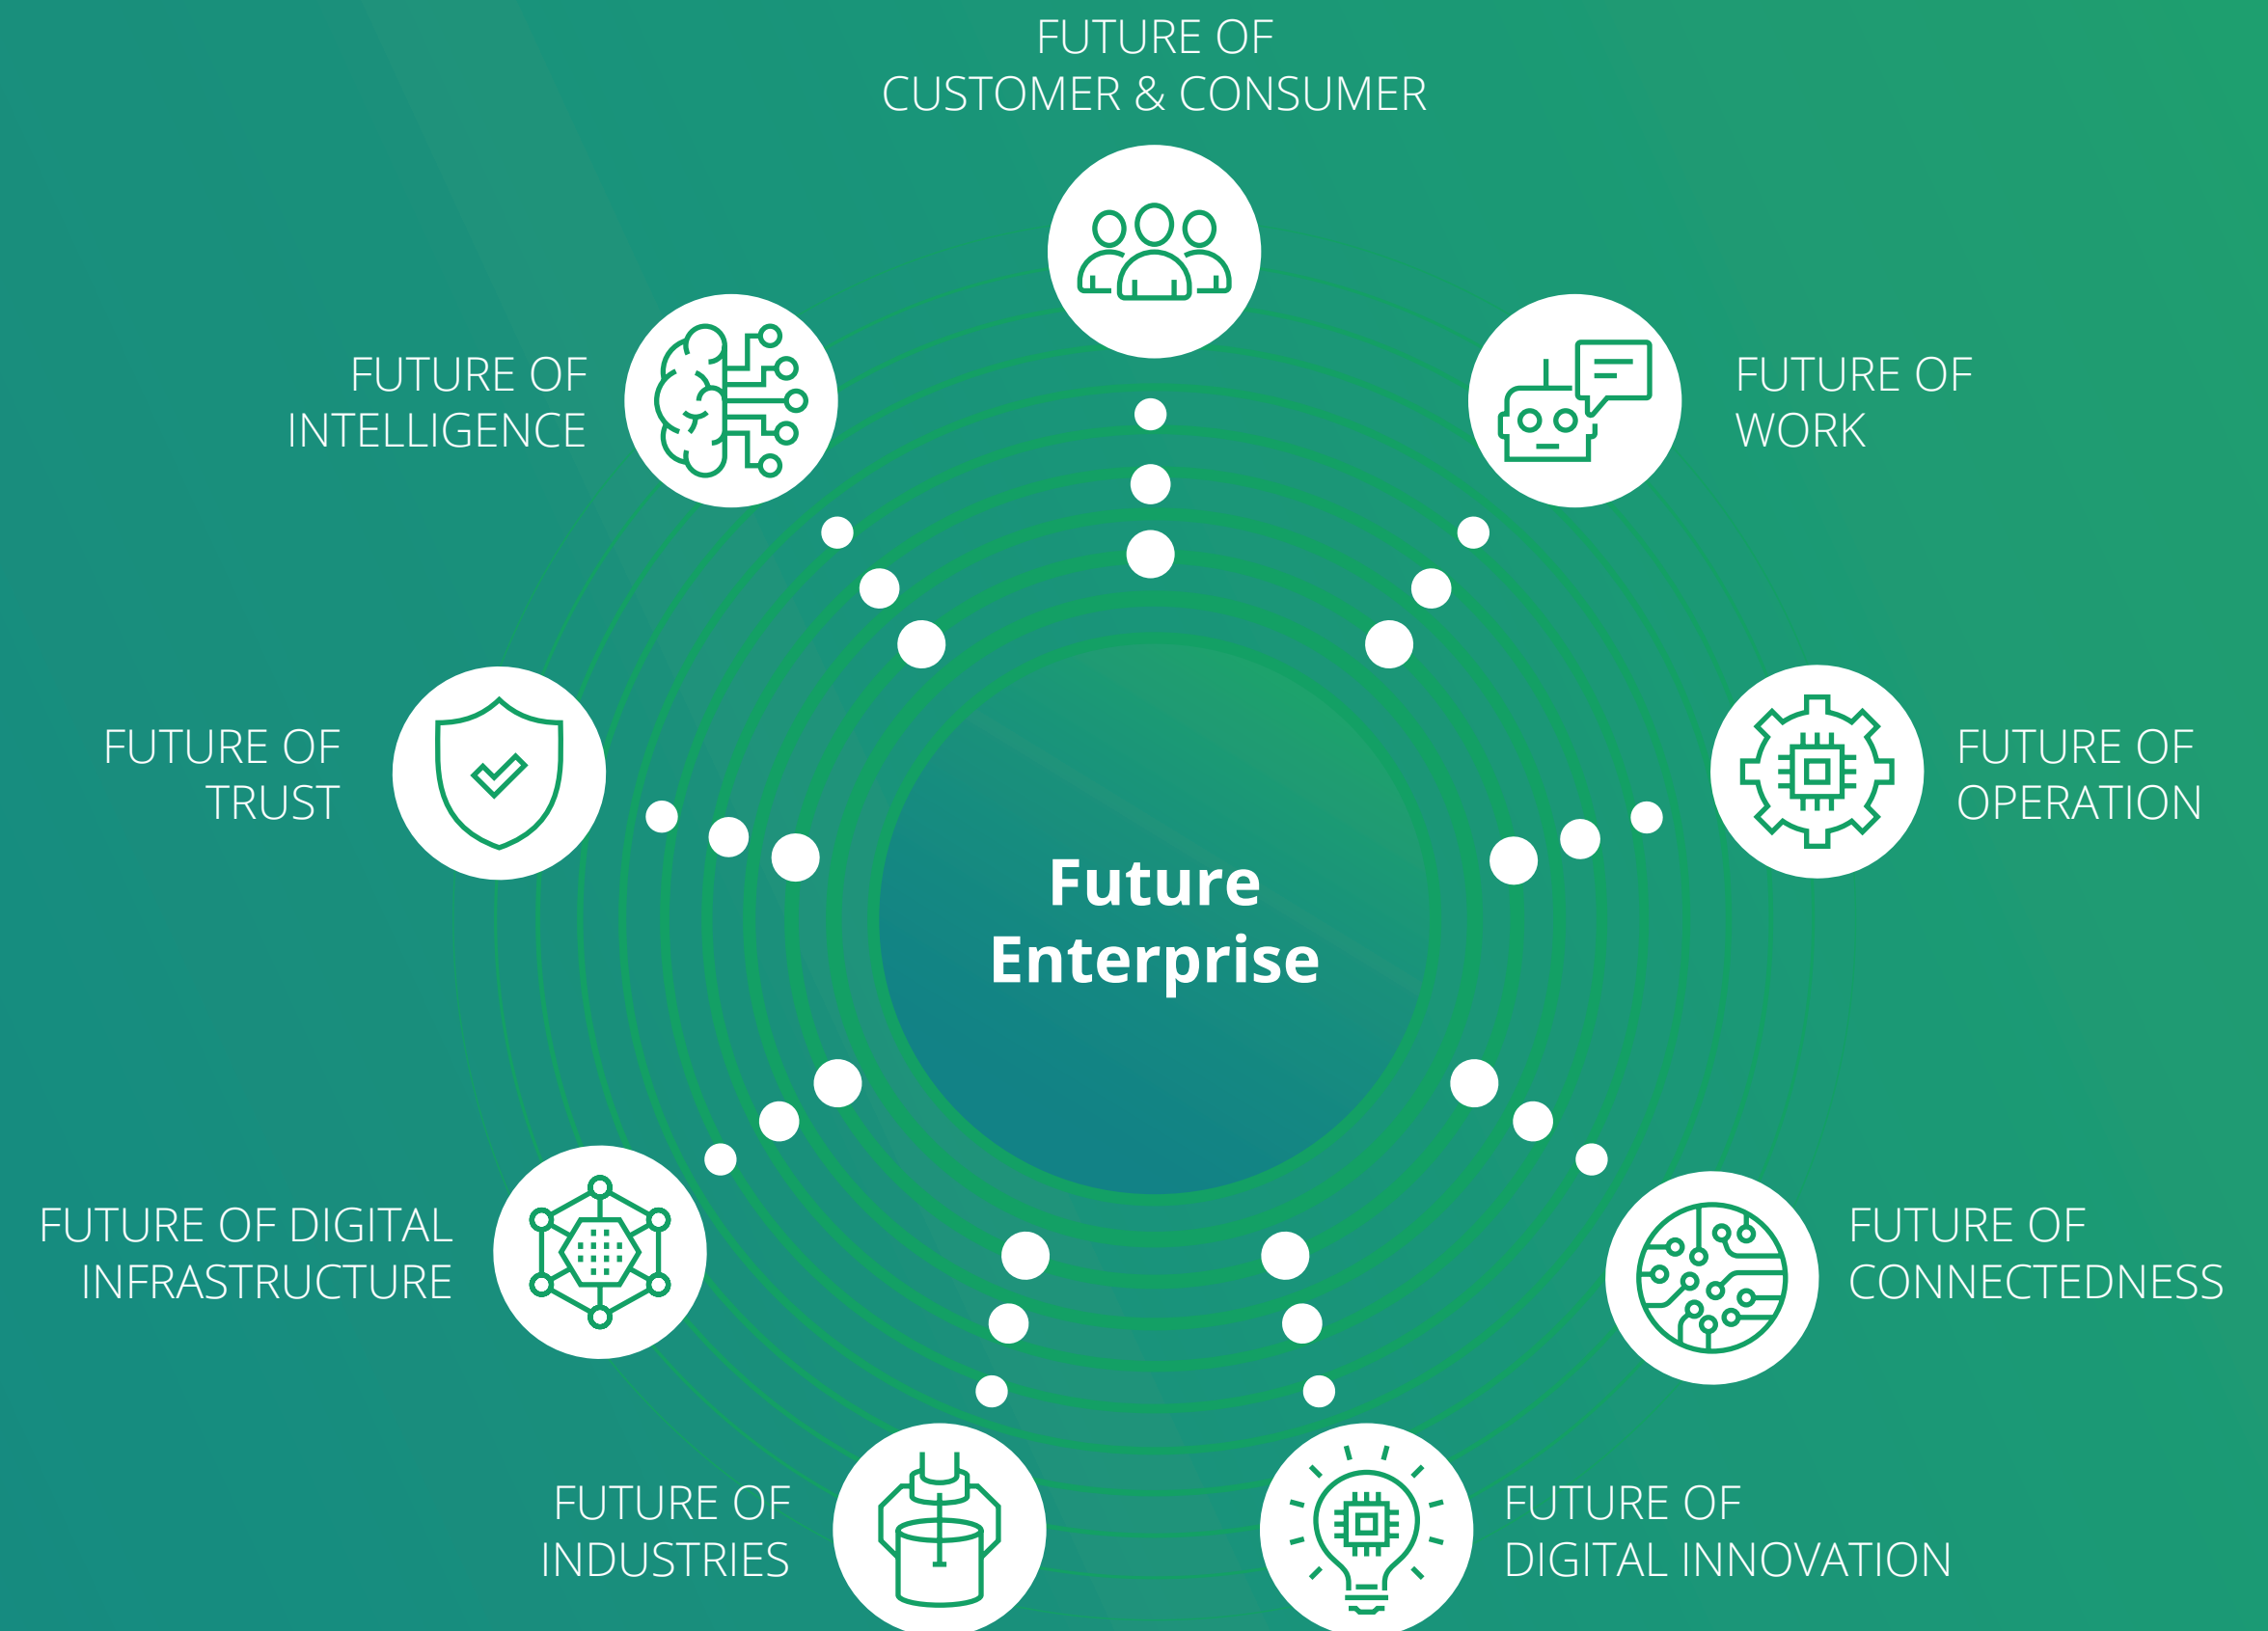 FUTURE OF
CUSTOMER & CONSUMER
FUTURE OF
INTELLIGENCE
FUTURE OF
WORK
FUTURE OF
TRUST
FUTURE OF
OPERATION
Future
Enterprise
FUTURE OF DIGITAL
INFRASTRUCTURE
FUTURE OF
CONNECTEDNESS
FUTURE OF
INDUSTRIES
FUTURE OF
DIGITAL INNOVATION